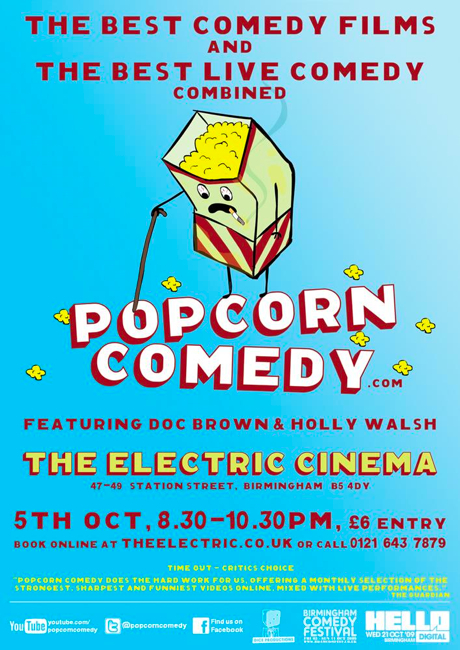 THE BEST COMEDY FILMS
AND
THE BEST LIVE COMEDY
COMBINED
POPCORN
COMEDY
.COM
FEATURING DOC BROWN & HOLLY WALSH
THE ELECTRIC CINEMA
47-49 STATION STREET, BIRMINGHAM B5 4DY
5TH OCT, 8.30-10.30PM, £6 ENTRY
BOOK ONLINE AT THEELECTRIC.CO.UK OR CALL 0121 643 7879
TIME OUT - CRITICS CHOICE
"POPCORN COMEDY DOES THE HARD WORK FOR US, OFFERING A MONTHLY SELECTION OF THE
STRONGEST, SHARPEST AND FUNNIEST VIDEOS ONLINE, MIXED WITH LIVE PERFORMANCES."
THE GUARDIAN
YouTube youtube.com/
popcorncomedy
@popcorncomedy
Find us on
Facebook
PRODUCTIONS
BIRMINGHAM
COMEDY
FESTIVAL
HELLO
DIGITAL
WED 21 OCT '09
BIRMINGHAM